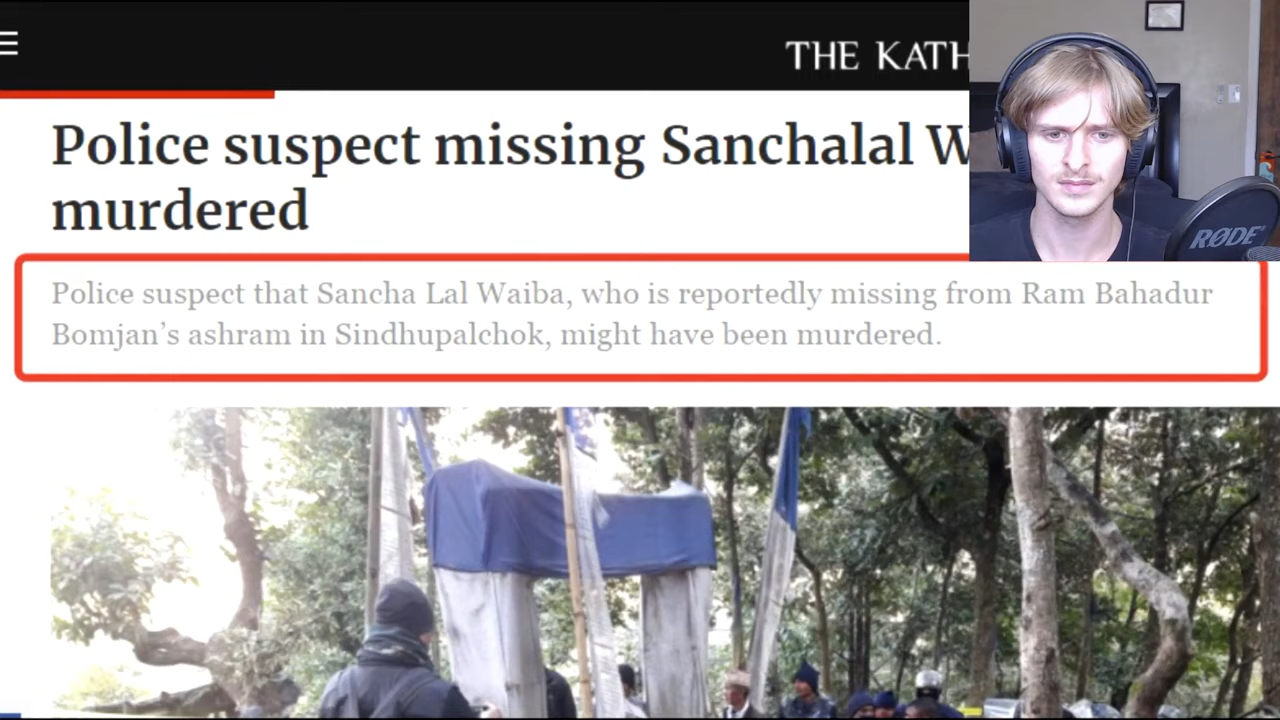 THE KATH
Police suspect missing Sanchalal W
murdered
Police suspect that Sancha Lal Waiba, who is reportedly missing from Ram Bahadur
Bomjan’s ashram in Sindhupalchok, might have been murdered.
RØDE